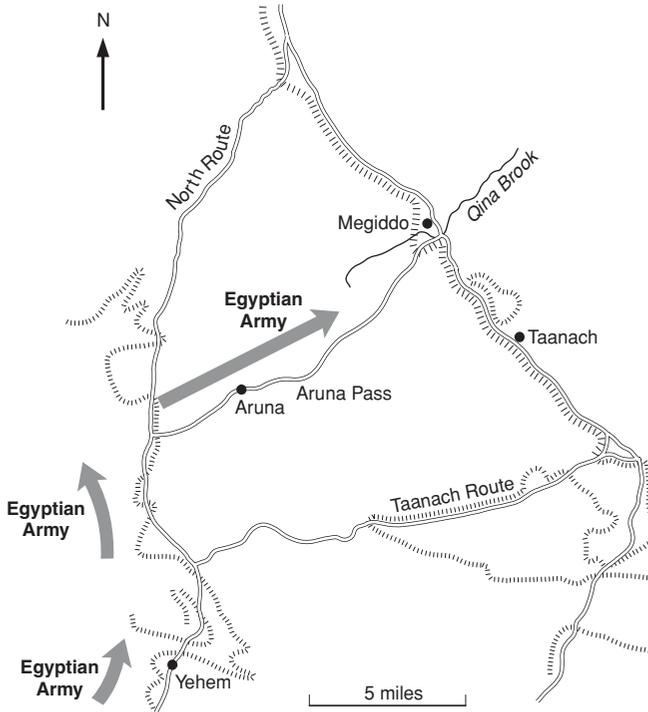 N
North Route
Qina Brook
Megiddo
Egyptian
Army
Taanach
Aruna
Aruna Pass
Taanach Route
Egyptian
Army
Egyptian
Army
Yehem
5 miles